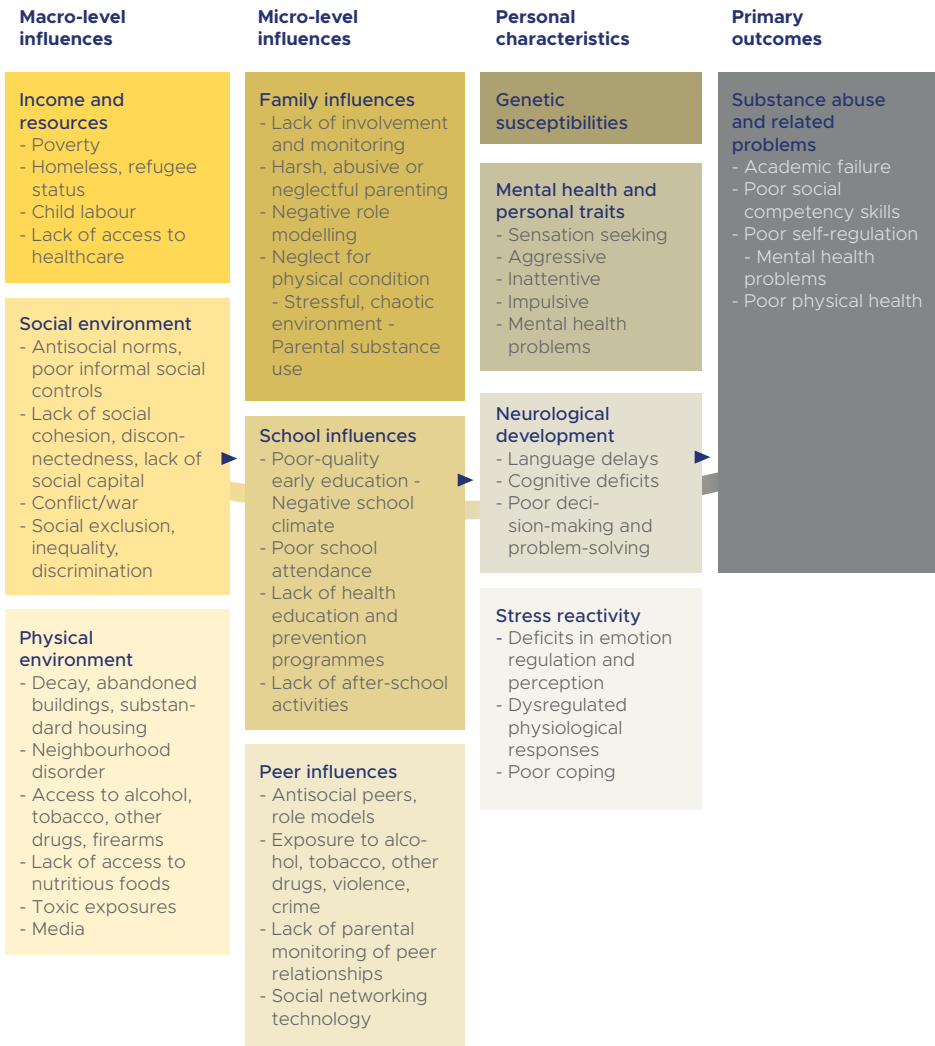 Macro-level
influences
Income and
resources
- Poverty
- Homeless, refugee
status
- Child labour
- Lack of access to
healthcare
Social environment
- Antisocial norms,
poor informal social
controls
- Lack of social
cohesion, discon-
nectedness, lack of
social capital
- Conflict/war
- Social exclusion,
inequality,
discrimination
Physical
environment
- Decay, abandoned
buildings, substan-
dard housing
- Neighbourhood
disorder
- Access to alcohol,
tobacco, other
drugs, firearms
- Lack of access to
nutritious foods
- Toxic exposures
- Media
Micro-level
influences
Family influences
- Lack of involvement
and monitoring
- Harsh, abusive or
neglectful parenting
- Negative role
modelling
- Neglect for
physical condition
- Stressful, chaotic
environment -
Parental substance
use
School influences
- Poor-quality
early education -
Negative school
climate
- Poor school
attendance
- Lack of health
education and
prevention
programmes
- Lack of after-school
activities
Peer influences
- Antisocial peers,
role models
- Exposure to alco-
hol, tobacco, other
drugs, violence,
crime
- Lack of parental
monitoring of peer
relationships
- Social networking
technology
Personal
characteristics
Genetic
susceptibilities
Mental health and
personal traits
- Sensation seeking
- Aggressive
- Inattentive
- Impulsive
- Mental health
problems
Neurological
development
- Language delays
- Cognitive deficits
- Poor deci-
sion-making and
problem-solving
Stress reactivity
- Deficits in emotion
regulation and
perception
- Dysregulated
physiological
responses
- Poor coping
Primary
outcomes
Substance abuse
and related
problems
- Academic failure
- Poor social
competency skills
- Poor self-regulation
- Mental health
problems
- Poor physical health